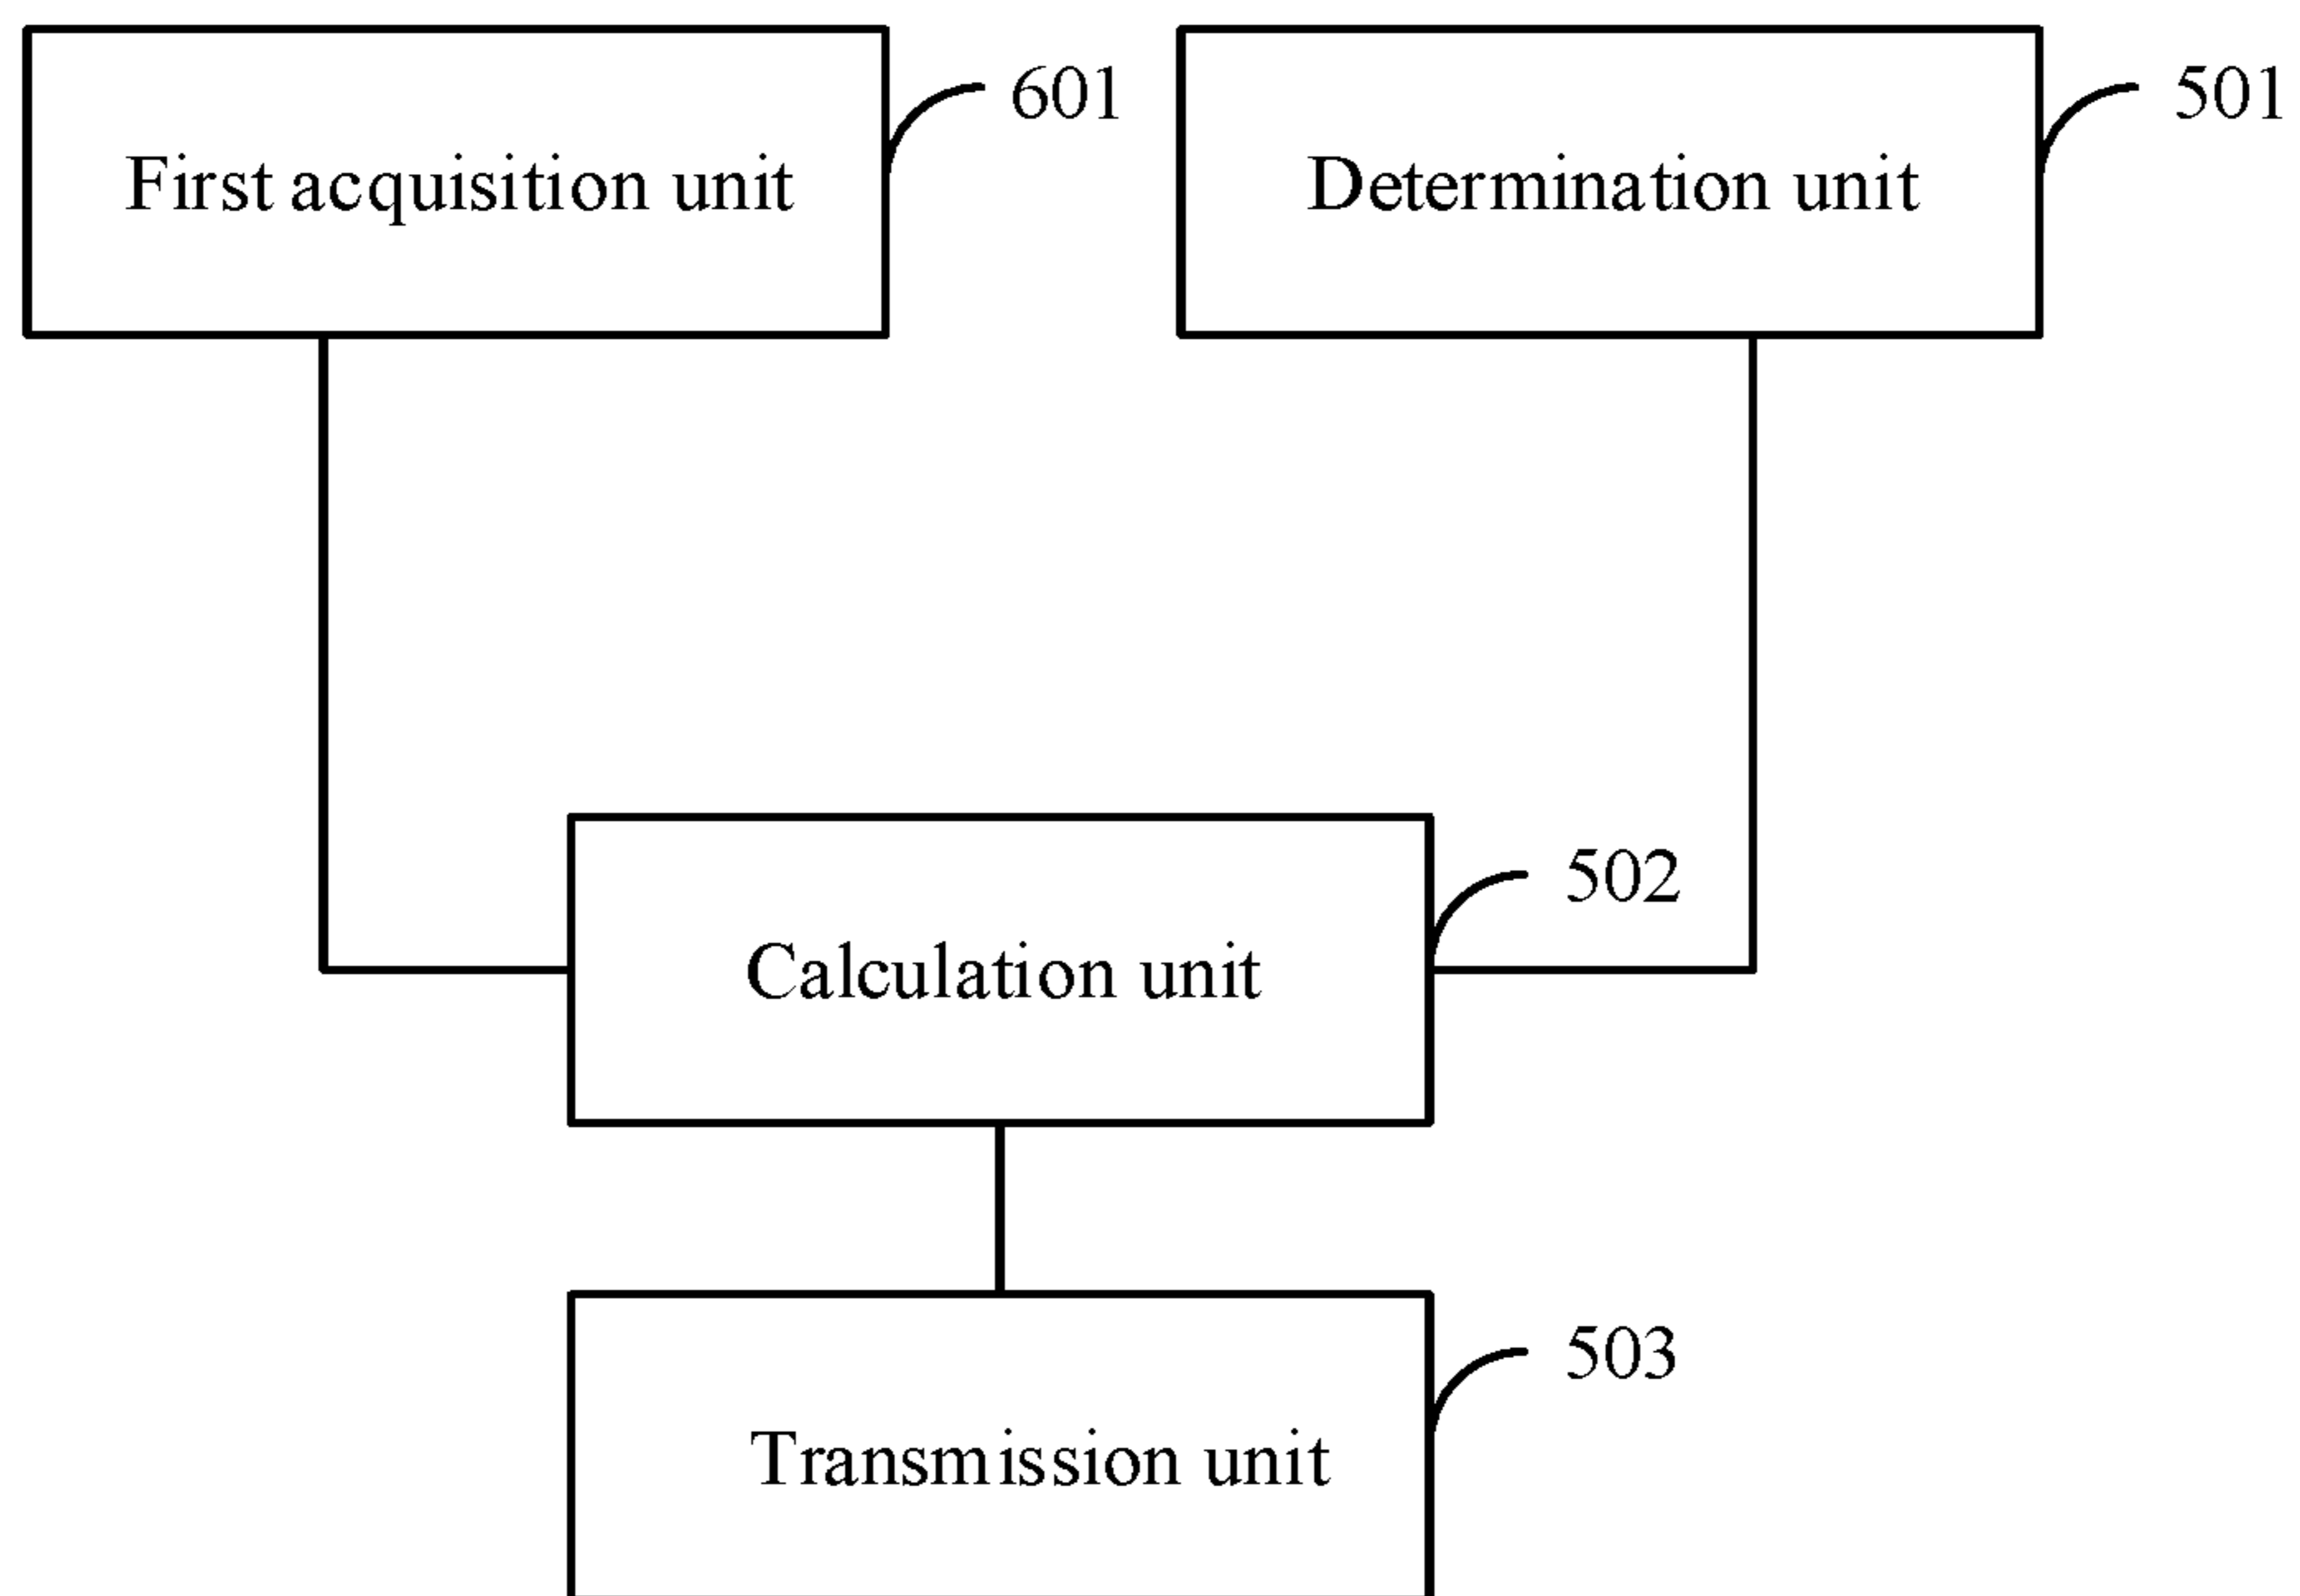 601
501
First acquisition unit
Determination unit
502
Calculation unit
503
Transmission unit